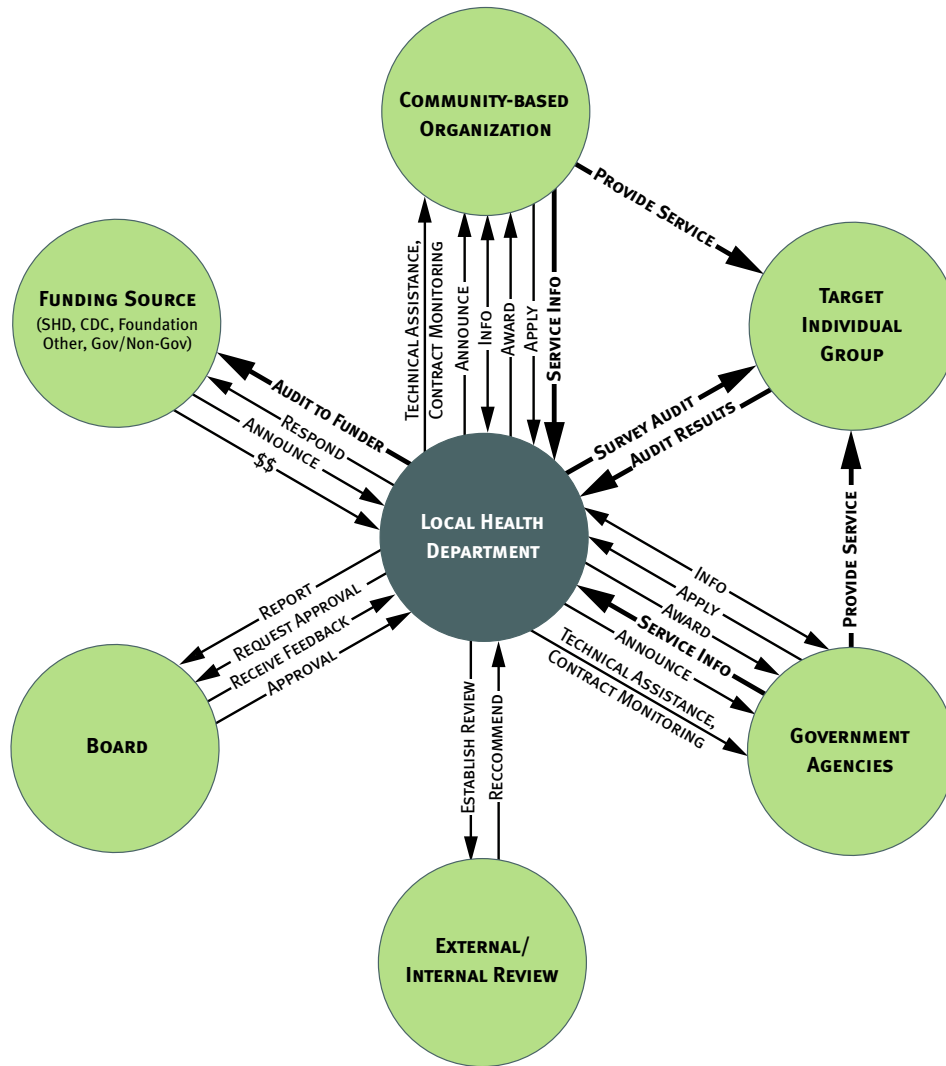 Community-based
Organization
Provide Service
Funding Source
(SHD, CDC, Foundation
Other, Gov/Non-Gov)
Target
Individual
Group
Technical Assistance,
Contract Monitoring
Announce
Info
Award
Apply
Service Info
Audit to Funder
Respond
Announce
$$
Survey Audit
Audit Results
Local Health
Department
Provide Service
Report
Request Approval
Receive Feedback
Approval
Info
Apply
Award
Service Info
Announce
Technical Assistance,
Contract Monitoring
Establish Review
Reccommend
Board
Government
Agencies
External/
Internal Review